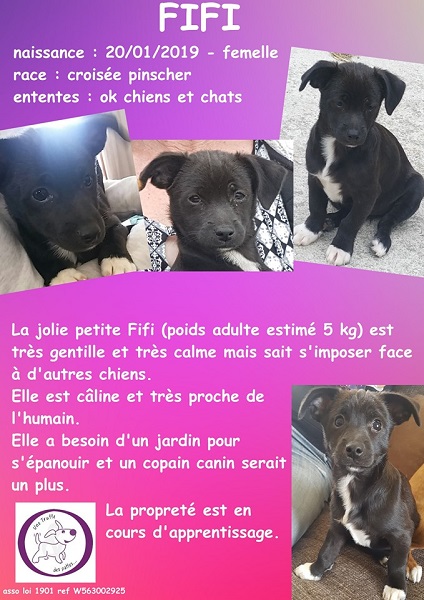 FIFI
naissance : 20/01/2019 - femelle
race : croisée pinscher
ententes : ok chiens et chats
La jolie petite Fifi (poids adulte estimé 5 kg) est
très gentille et très calme mais sait s'imposer face
à d'autres chiens.
Elle est câline et très proche de
l'humain.
Elle a besoin d'un jardin pour
s'épanouir et un copain canin serait
un plus.
La propreté est en
cours d'apprentissage.
une truffe
des pattes...
asso loi 1901 ref W563002925